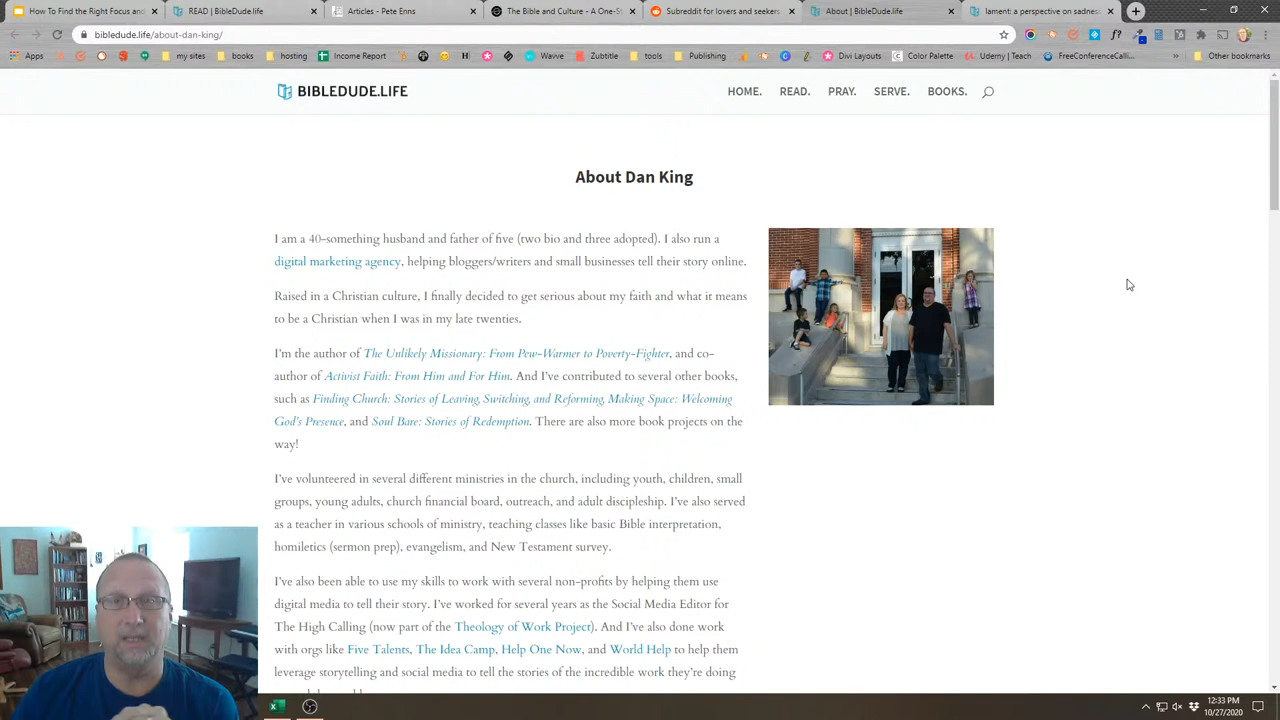 How To Find the Right Focus and
READ | BibleDude.life
Articles - Pete Enns
The Bible and Culture - A One-St
Subreddit for lovers and seekers
About | BibleDude.life
lament: a perspective on sadnes
bibledude.life/about-dan-king/
Apps
my sites
books
hosting
Income Reports
Wavve
Zubtitle
tools
Publishing
Divi Layouts
Color Palette
Udemy | Teach
FreeConferenceCalli...
Other bookmarks
BIBLEDUDE.LIFE
HOME. READ. PRAY. SERVE. BOOKS.
About Dan King
I am a 40-something husband and father of five (two bio and three adopted). I also run a
digital marketing agency, helping bloggers/writers and small businesses tell their story online.
Raised in a Christian culture, I finally decided to get serious about my faith and what it means
to be a Christian when I was in my late twenties.
I'm the author of The Unlikely Missionary: From Pew-Warmer to Poverty-Fighter, and co-
author of Activist Faith: From Him and For Him. And I've contributed to several other books,
such as Finding Church: Stories of Leaving, Switching, and Reforming, Making Space: Welcoming
God's Presence, and Soul Bare: Stories of Redemption. There are also more book projects on the
way!
I've volunteered in several different ministries in the church, including youth, children, small
groups, young adults, church financial board, outreach, and adult discipleship. I've also served
as a teacher in various schools of ministry, teaching classes like basic Bible interpretation,
homiletics (sermon prep), evangelism, and New Testament survey.
I've also been able to use my skills to work with several non-profits by helping them use
digital media to tell their story. I've worked for several years as the Social Media Editor for
The High Calling (now part of the Theology of Work Project). And I've also done work
with orgs like Five Talents, The Idea Camp, Help One Now, and World Help to help them
leverage storytelling and social media to tell the stories of the incredible work they're doing
12:33 PM
10/27/2020